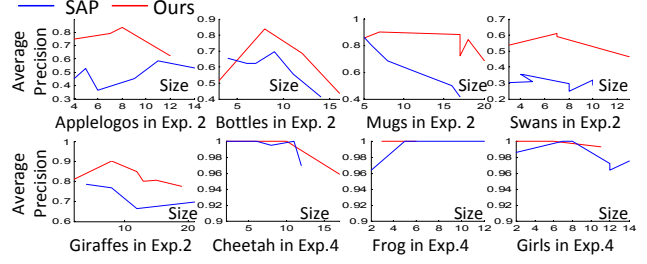 SAP Ours
Average Precision
0.8 0.7 0.6 0.5 0.4 0.3
4 6 8 10 12 14
Size
Applelogos in Exp. 2
0.9 0.8 0.7 0.6 0.5 0.4
5 10 15
Size
Bottles in Exp. 2
1 0.8 0.6 0.4
5 10 15 20
Size
Mugs in Exp. 2
0.7 0.6 0.5 0.4 0.3 0.2
4 6 8 10 12
Size
Swans in Exp.2
Average Precision
1 0.9 0.8 0.7 0.6
5 10 15 20
Size
Giraffes in Exp.2
1 0.98 0.96 0.94 0.92 0.9
5 10 15
Size
Cheetah in Exp.4
1 0.98 0.96 0.94 0.92 0.9
2 4 6 8 10 12
Size
Frog in Exp.4
1 0.98 0.96 0.94 0.92 0.9
2 4 6 8 10 12 14
Size
Girls in Exp.4